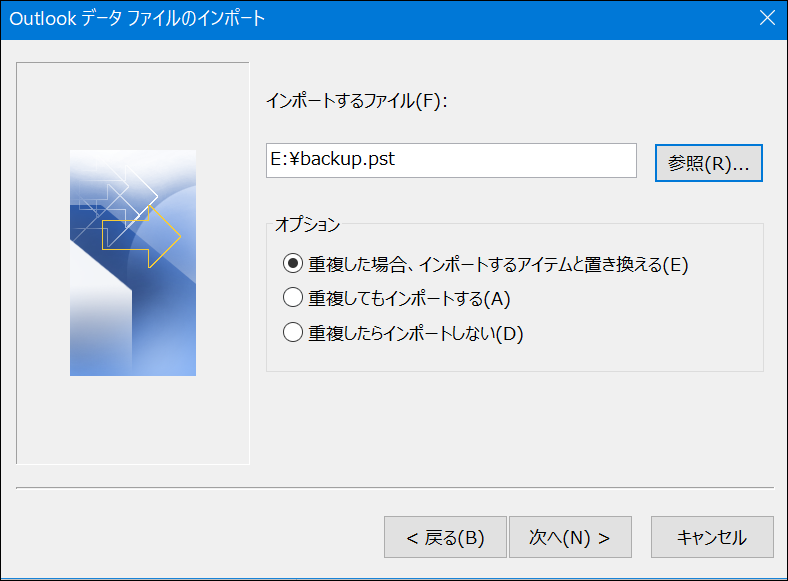 Outlook データ ファイルのインポート
インポートするファイル(F):
E:¥backup.pst
参照(R)...
オプション
重複した場合、インポートするアイテムと置き換える(E)
重複してもインポートする(A)
重複したらインポートしない(D)
< 戻る(B)
次へ(N) >
キャンセル